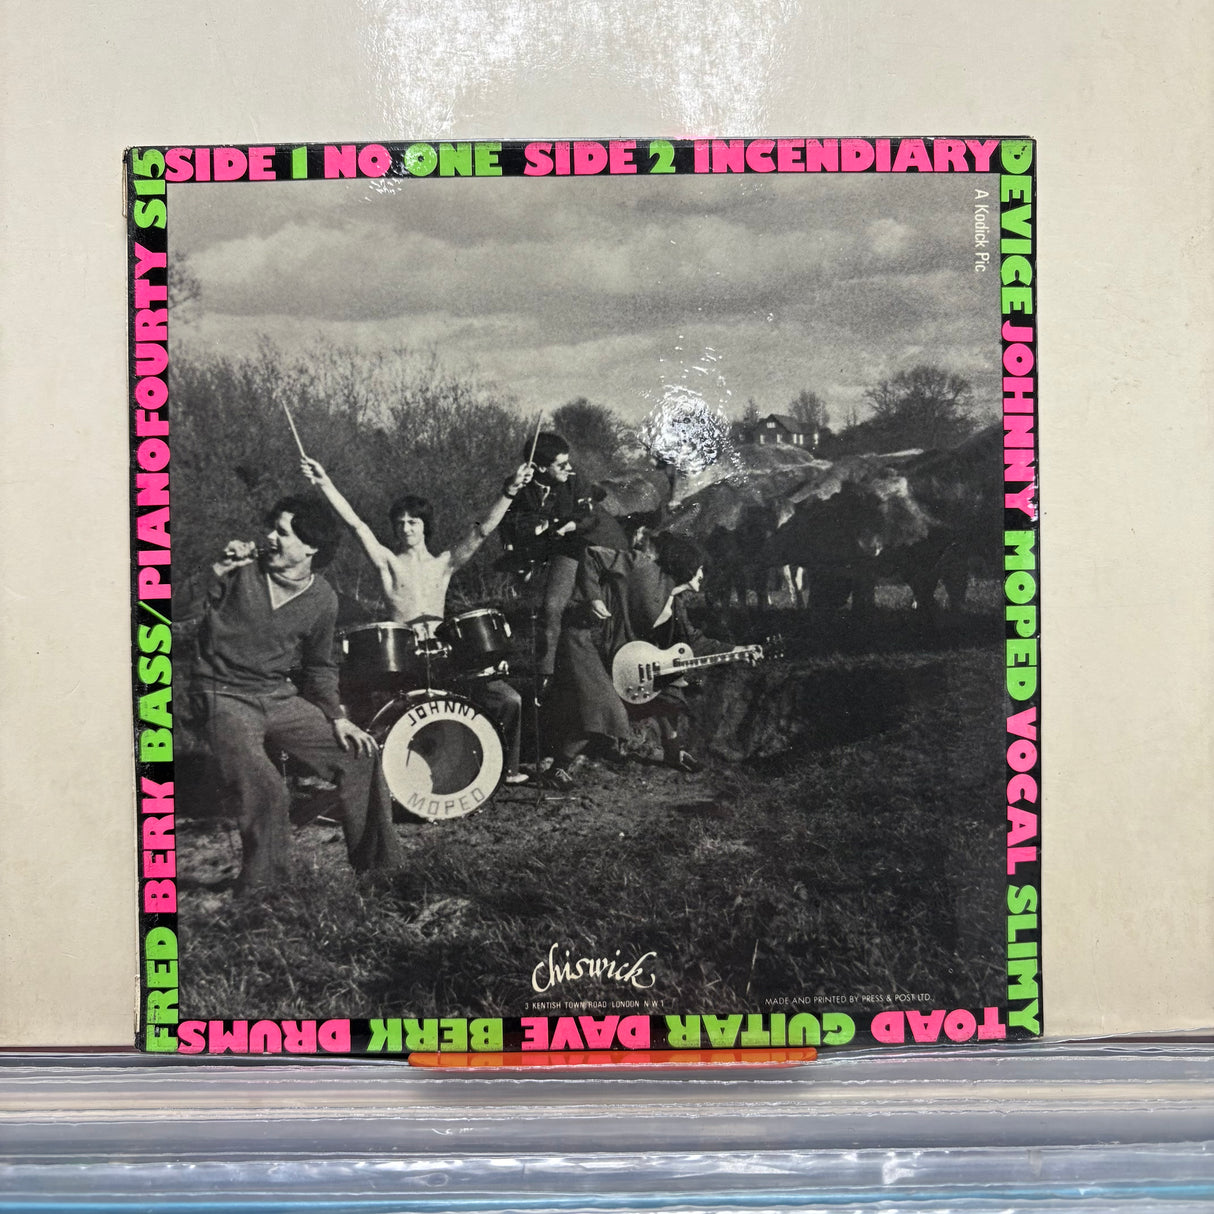 SIDE 1 NO ONE SIDE 2 INCENDIARY
DEVICE JOHNNY MOPED VOCAL SLIMY
TOAD GUITAR DAVE BERK DRUMS
FRED BERK BASS/PIANOFOURTY S15
A Kodick Pic
JOHNNY
MOPED
chiswick
3 KENTISH TOWN ROAD LONDON N·W·1
MADE AND PRINTED BY PRESS & POST LTD.